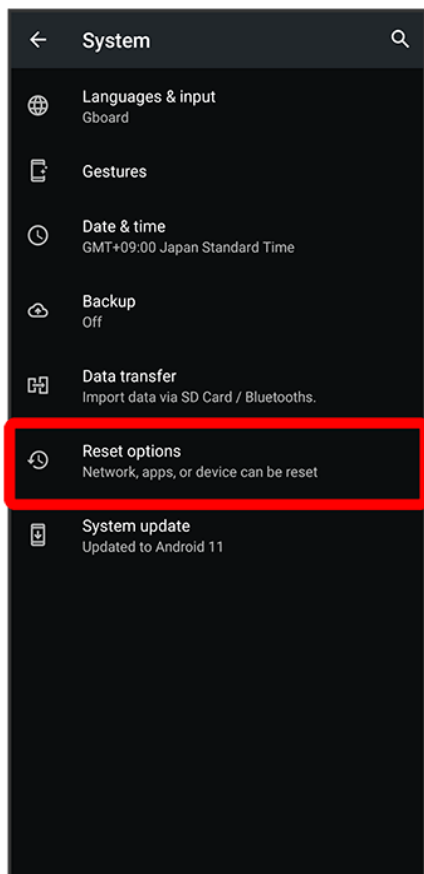 System
Languages & input
Gboard
Gestures
Date & time
GMT+09:00 Japan Standard Time
Backup
Off
Data transfer
Import data via SD Card / Bluetooths.
Reset options
Network, apps, or device can be reset
System update
Updated to Android 11